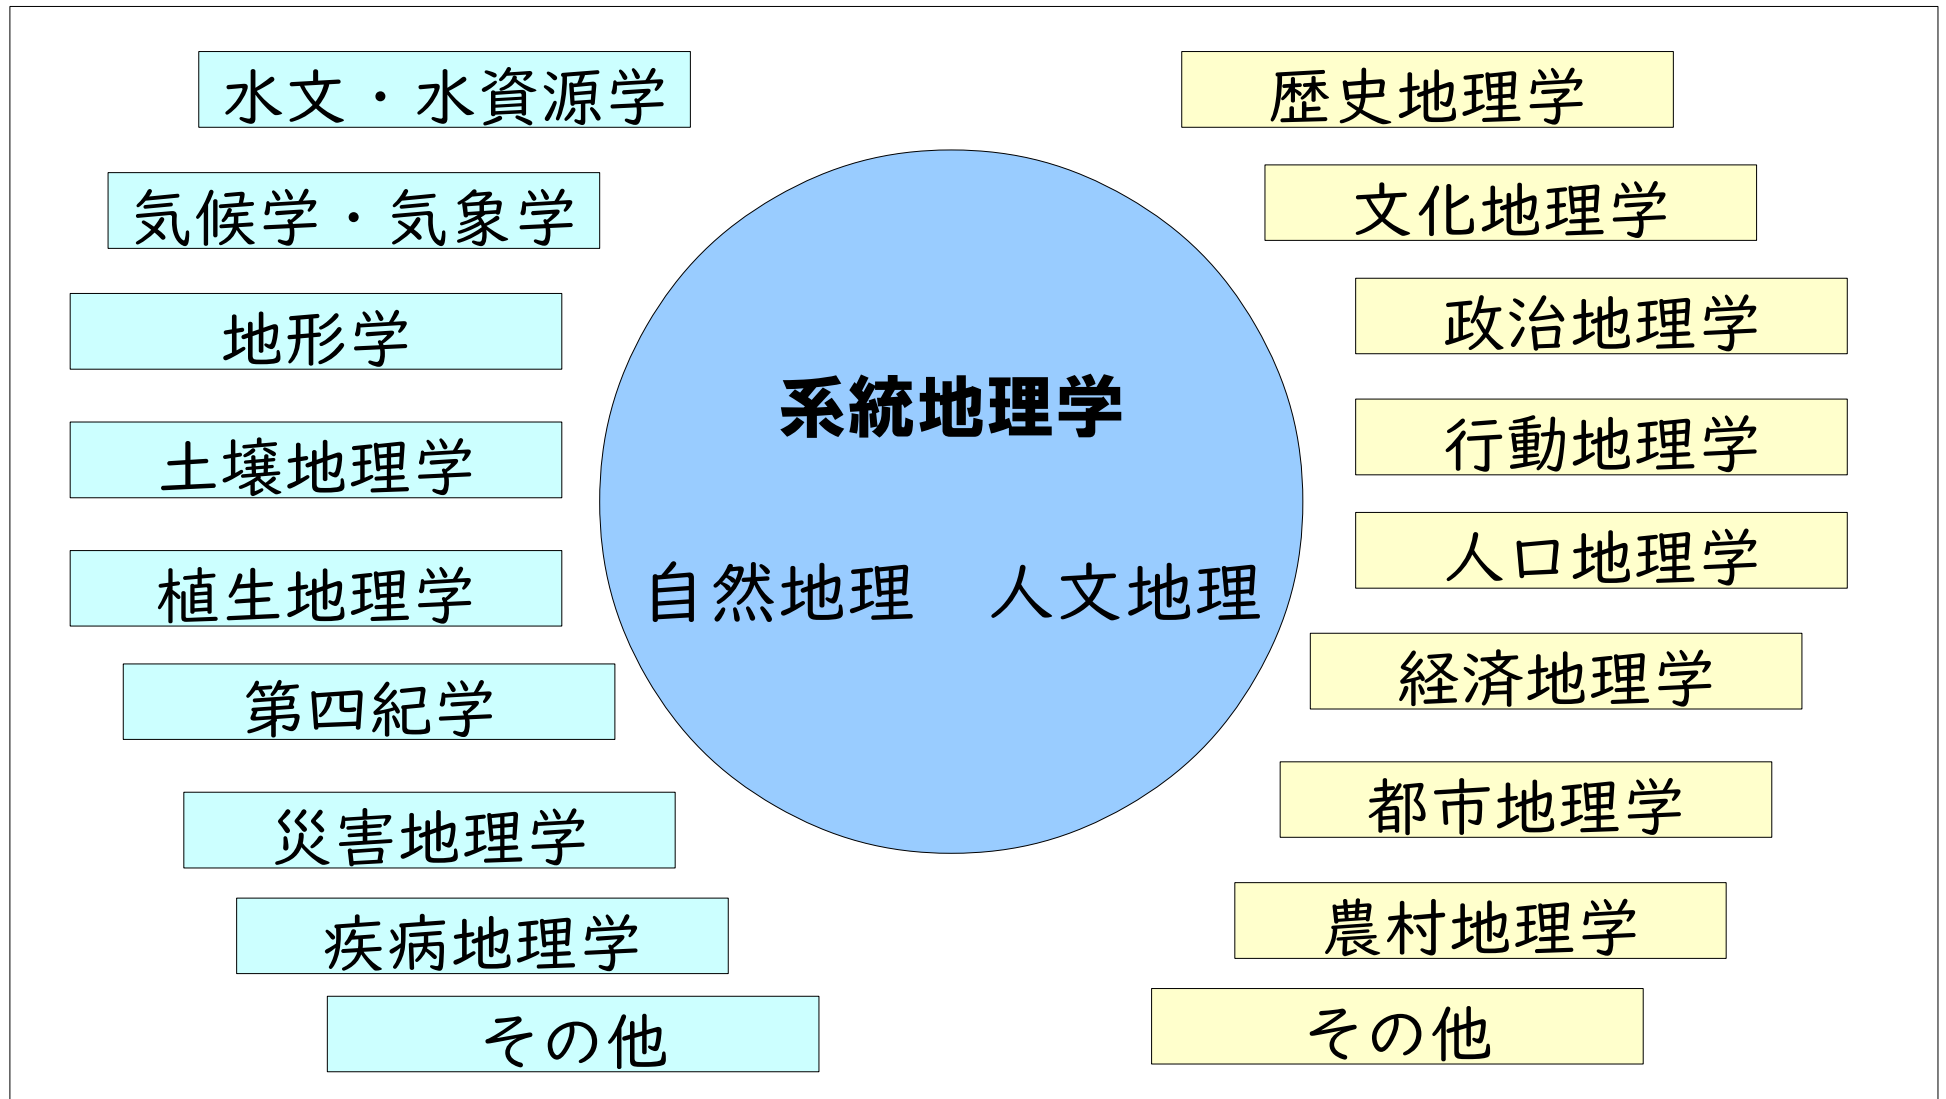 水文・水資源学
気候学・気象学
地形学
土壌地理学
植生地理学
第四紀学
災害地理学
疾病地理学
その他
系統地理学
自然地理　人文地理
歴史地理学
文化地理学
政治地理学
行動地理学
人口地理学
経済地理学
都市地理学
農村地理学
その他